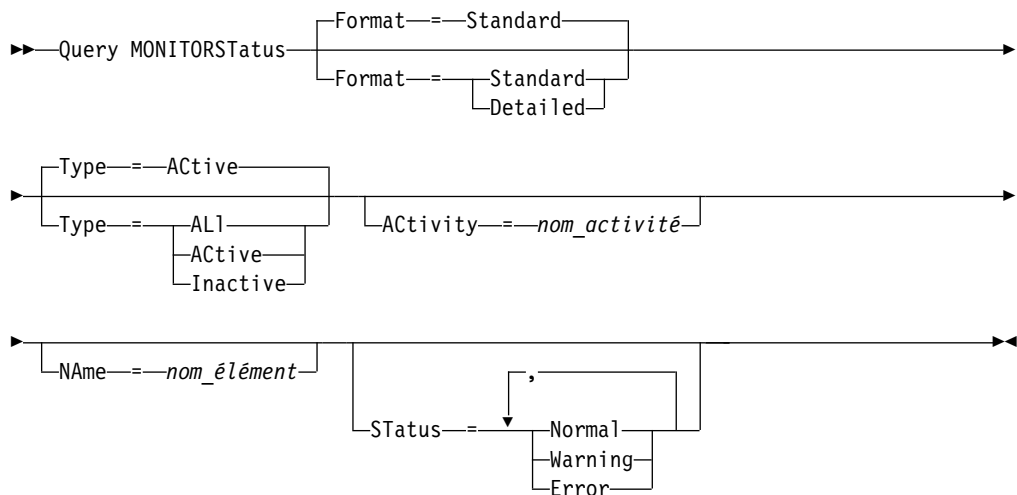 Format = Standard
Query MONITORSTatus
Format = Standard
Detailed
Type = ACtive
Type = ALl
ACtive
Inactive
ACtivity = nom_activité
NAme = nom_élément
,
STatus = Normal
Warning
Error